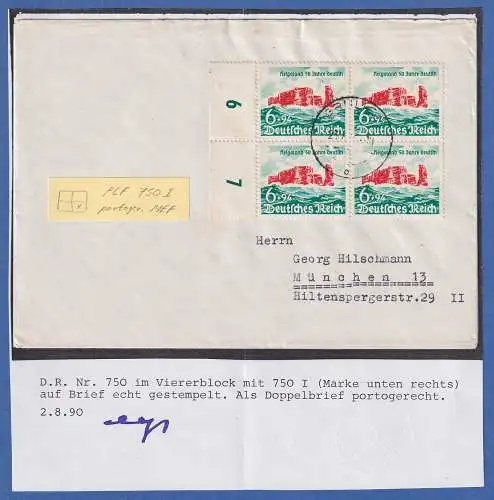 Helgoland 50 Jahre deutsch
Helgoland 50 Jahre deutsch
6+94
6+94
Deutsches Reich
Deutsches Reich
Helgoland 50 Jahre deutsch
Helgoland 50 Jahre deutsch
6+94
6+94
Deutsches Reich
Deutsches Reich
6
7
PLF 750 I
portoger. MEF
Herrn
Georg Hilschmann
München 13
Hiltenspergerstr.29 II
D.R. Nr. 750 im Viererblock mit 750 I (Marke unten rechts)
auf Brief echt gestempelt. Als Doppelbrief portogerecht.
2.8.90